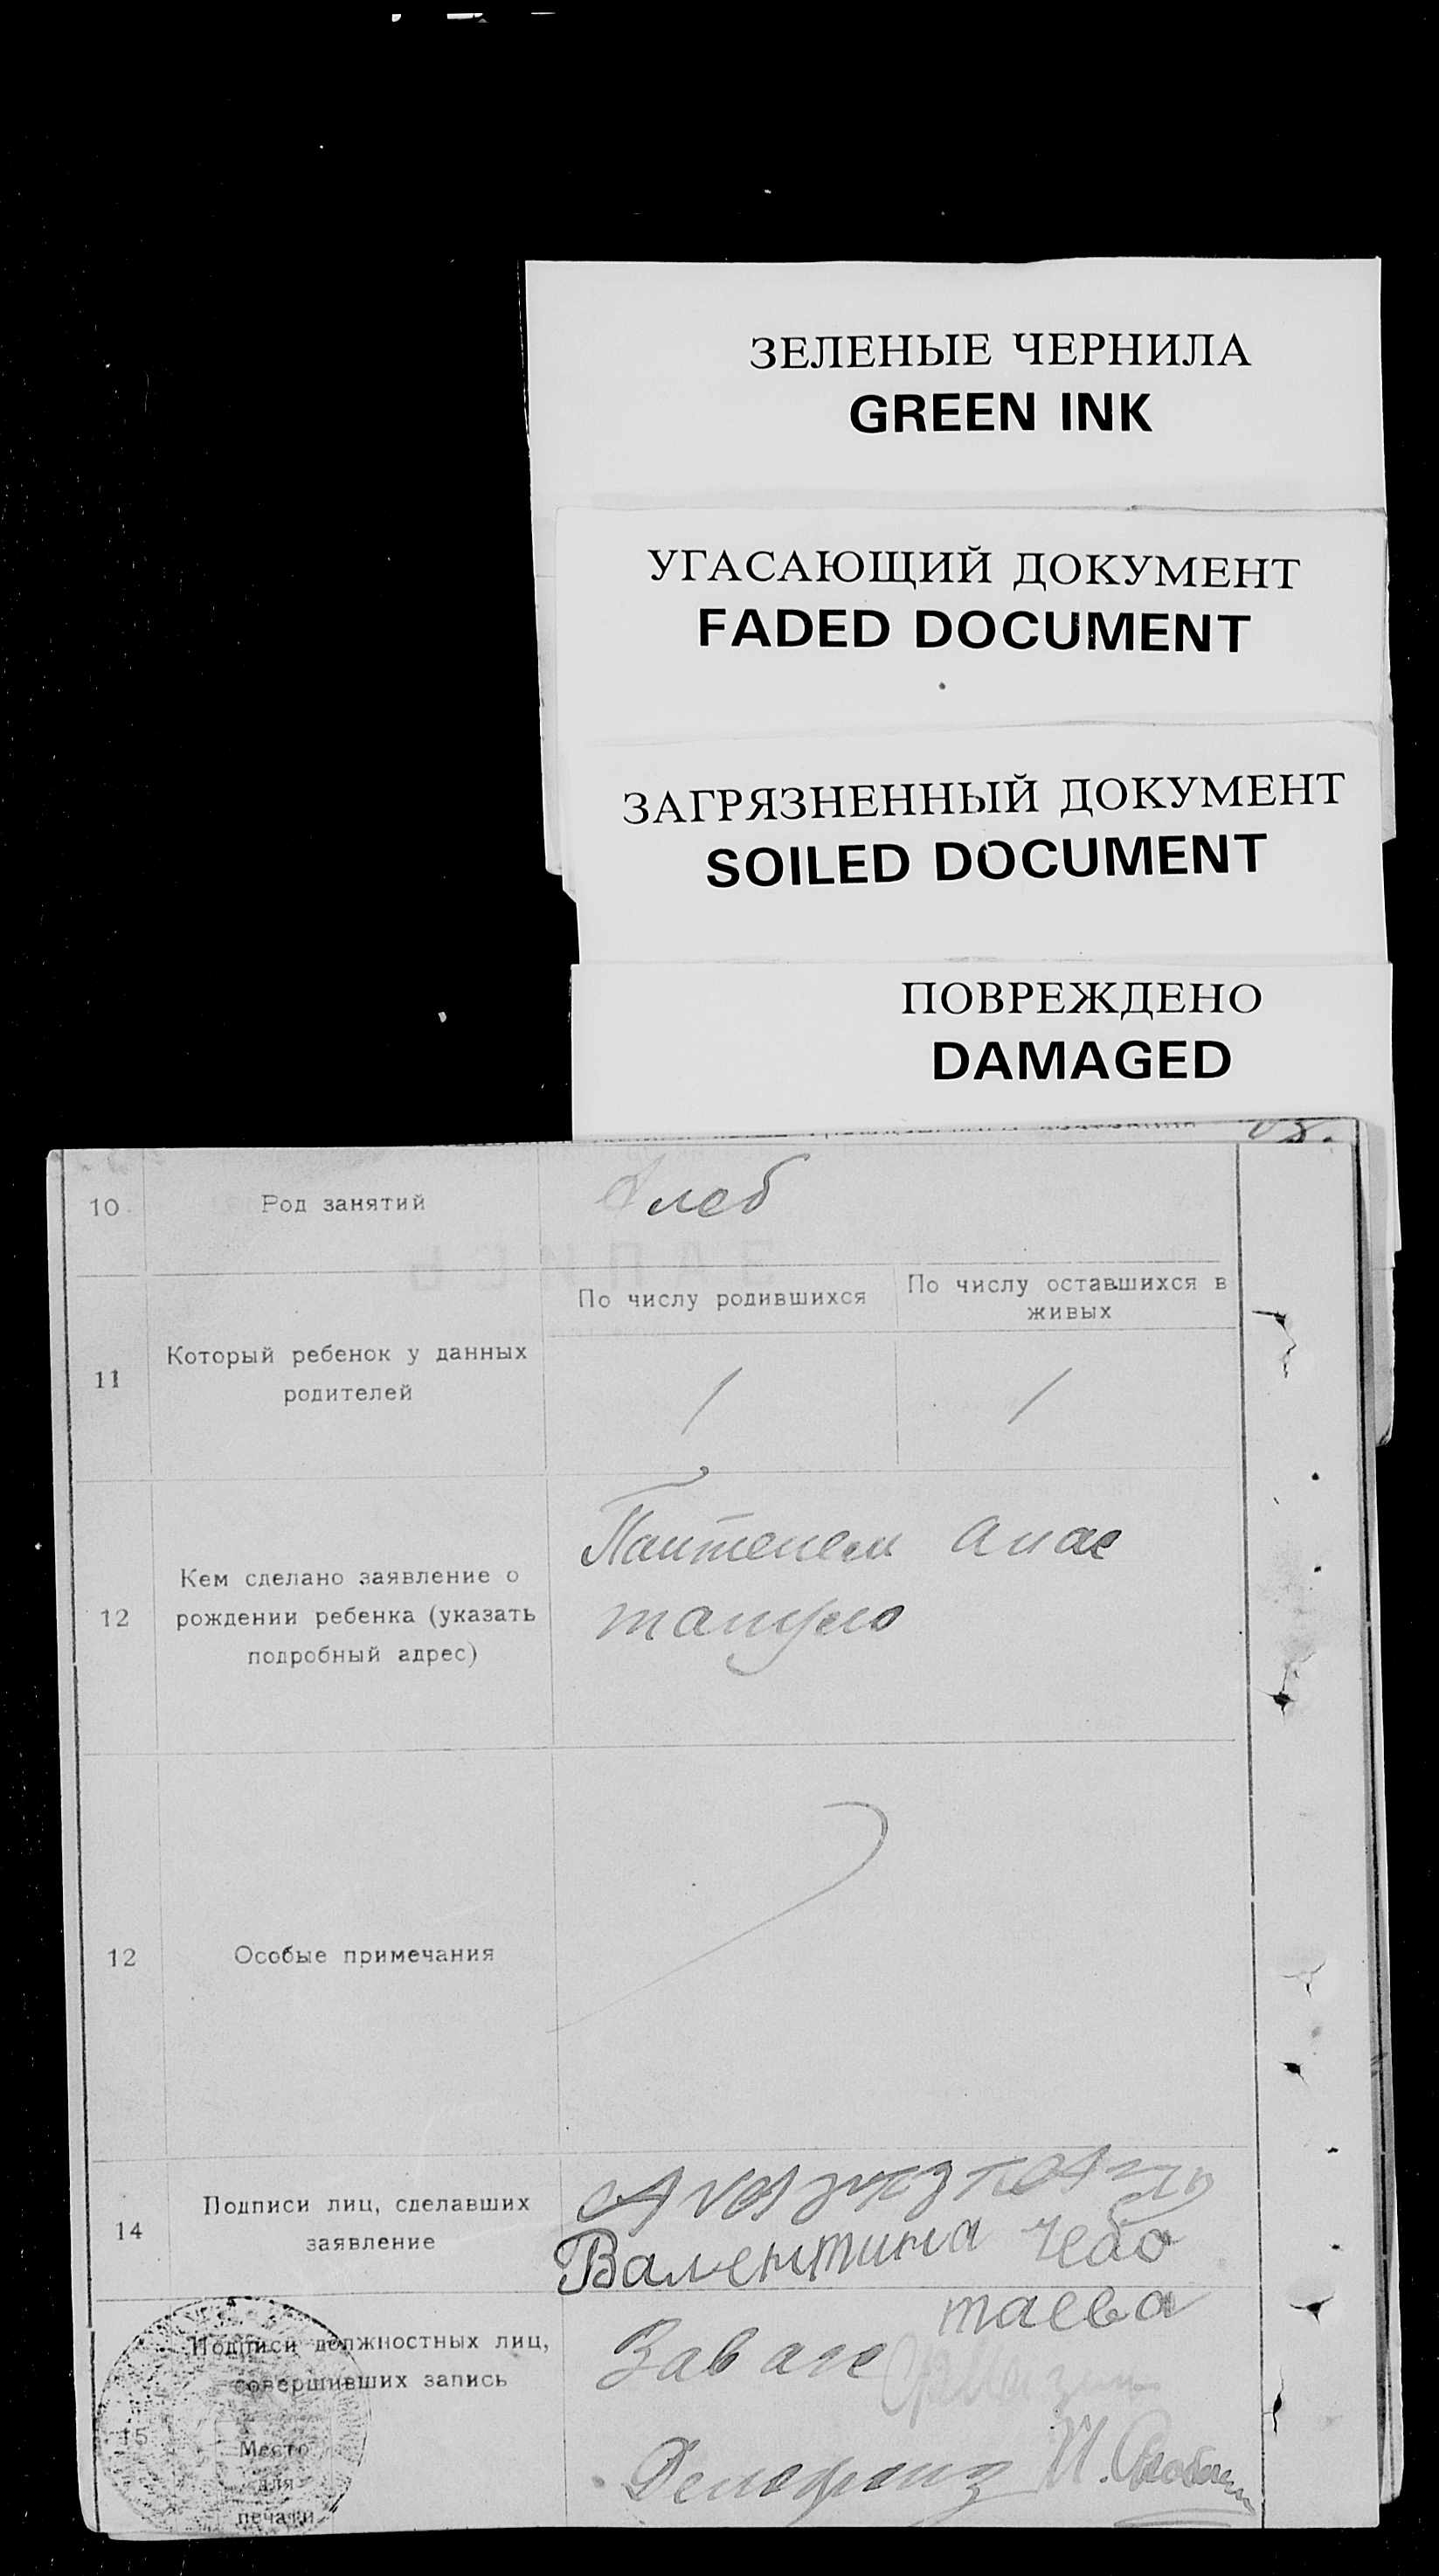 ЗЕЛЕНЫЕ ЧЕРНИЛА
GREEN INK
УГАСАЮЩИЙ ДОКУМЕНТ
FADED DOCUMENT
ЗАГРЯЗНЕННЫЙ ДОКУМЕНТ
SOILED DOCUMENT
ПОВРЕЖДЕНО
DAMAGED
10 Род занятий
Хлеб
По числу родившихся
По числу оставшихся в
живых
11
Который ребенок у данных
родителей
1 1
12
Кем сделано заявление о
рождении ребенка (указать
подробный адрес)
12 Особые примечания
14
Подписи лиц, сделавших
заявление
Валентина Чебо
таева
Подписи должностных лиц,
совершивших запись
Зав аге
15
Место
для
печати